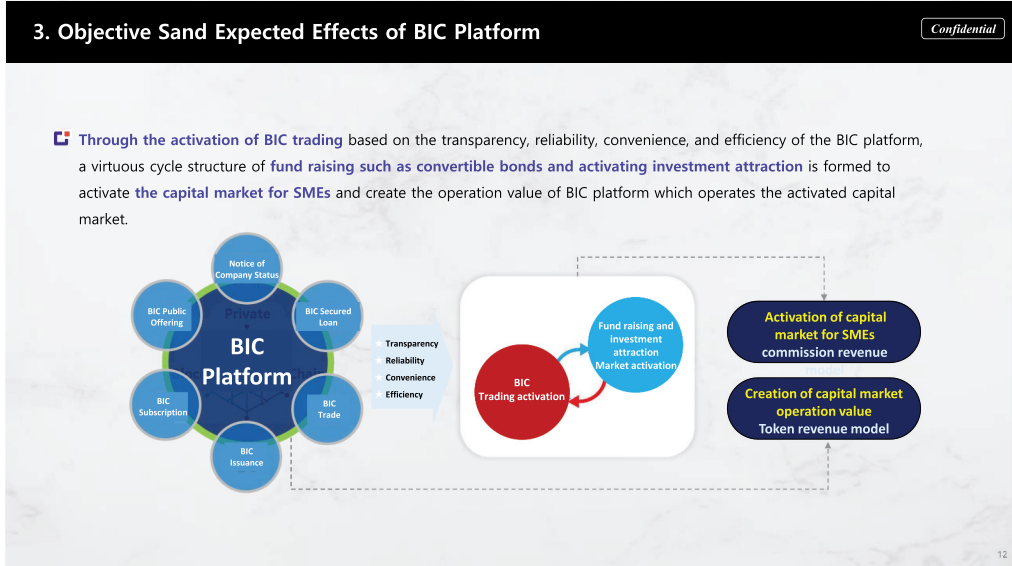 3. Objective Sand Expected Effects of BIC Platform
Confidential
Through the activation of BIC trading based on the transparency, reliability, convenience, and efficiency of the BIC platform,
a virtuous cycle structure of fund raising such as convertible bonds and activating investment attraction is formed to
activate the capital market for SMEs and create the operation value of BIC platform which operates the activated capital
market.
Notice of
Company Status
BIC Public
Offering
Private
BIC Secured
Loan
BIC
Platform
BIC
Subscription
BIC
Trade
BIC
Issuance
Transparency
Reliability
Convenience
Efficiency
Fund raising and
investment
attraction
Market activation
BIC
Trading activation
Activation of capital
market for SMEs
commission revenue
model
Creation of capital market
operation value
Token revenue model
12